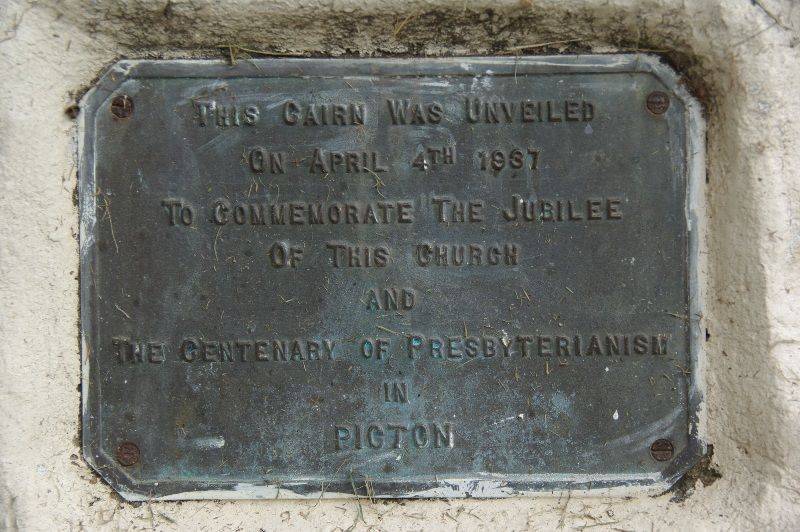 THIS CAIRN WAS UNVEILED
ON APRIL 4TH 1937
TO COMMEMORATE THE JUBILEE
OF THIS CHURCH
AND
THE CENTENARY OF PRESBYTERIANISM
IN
PICTON